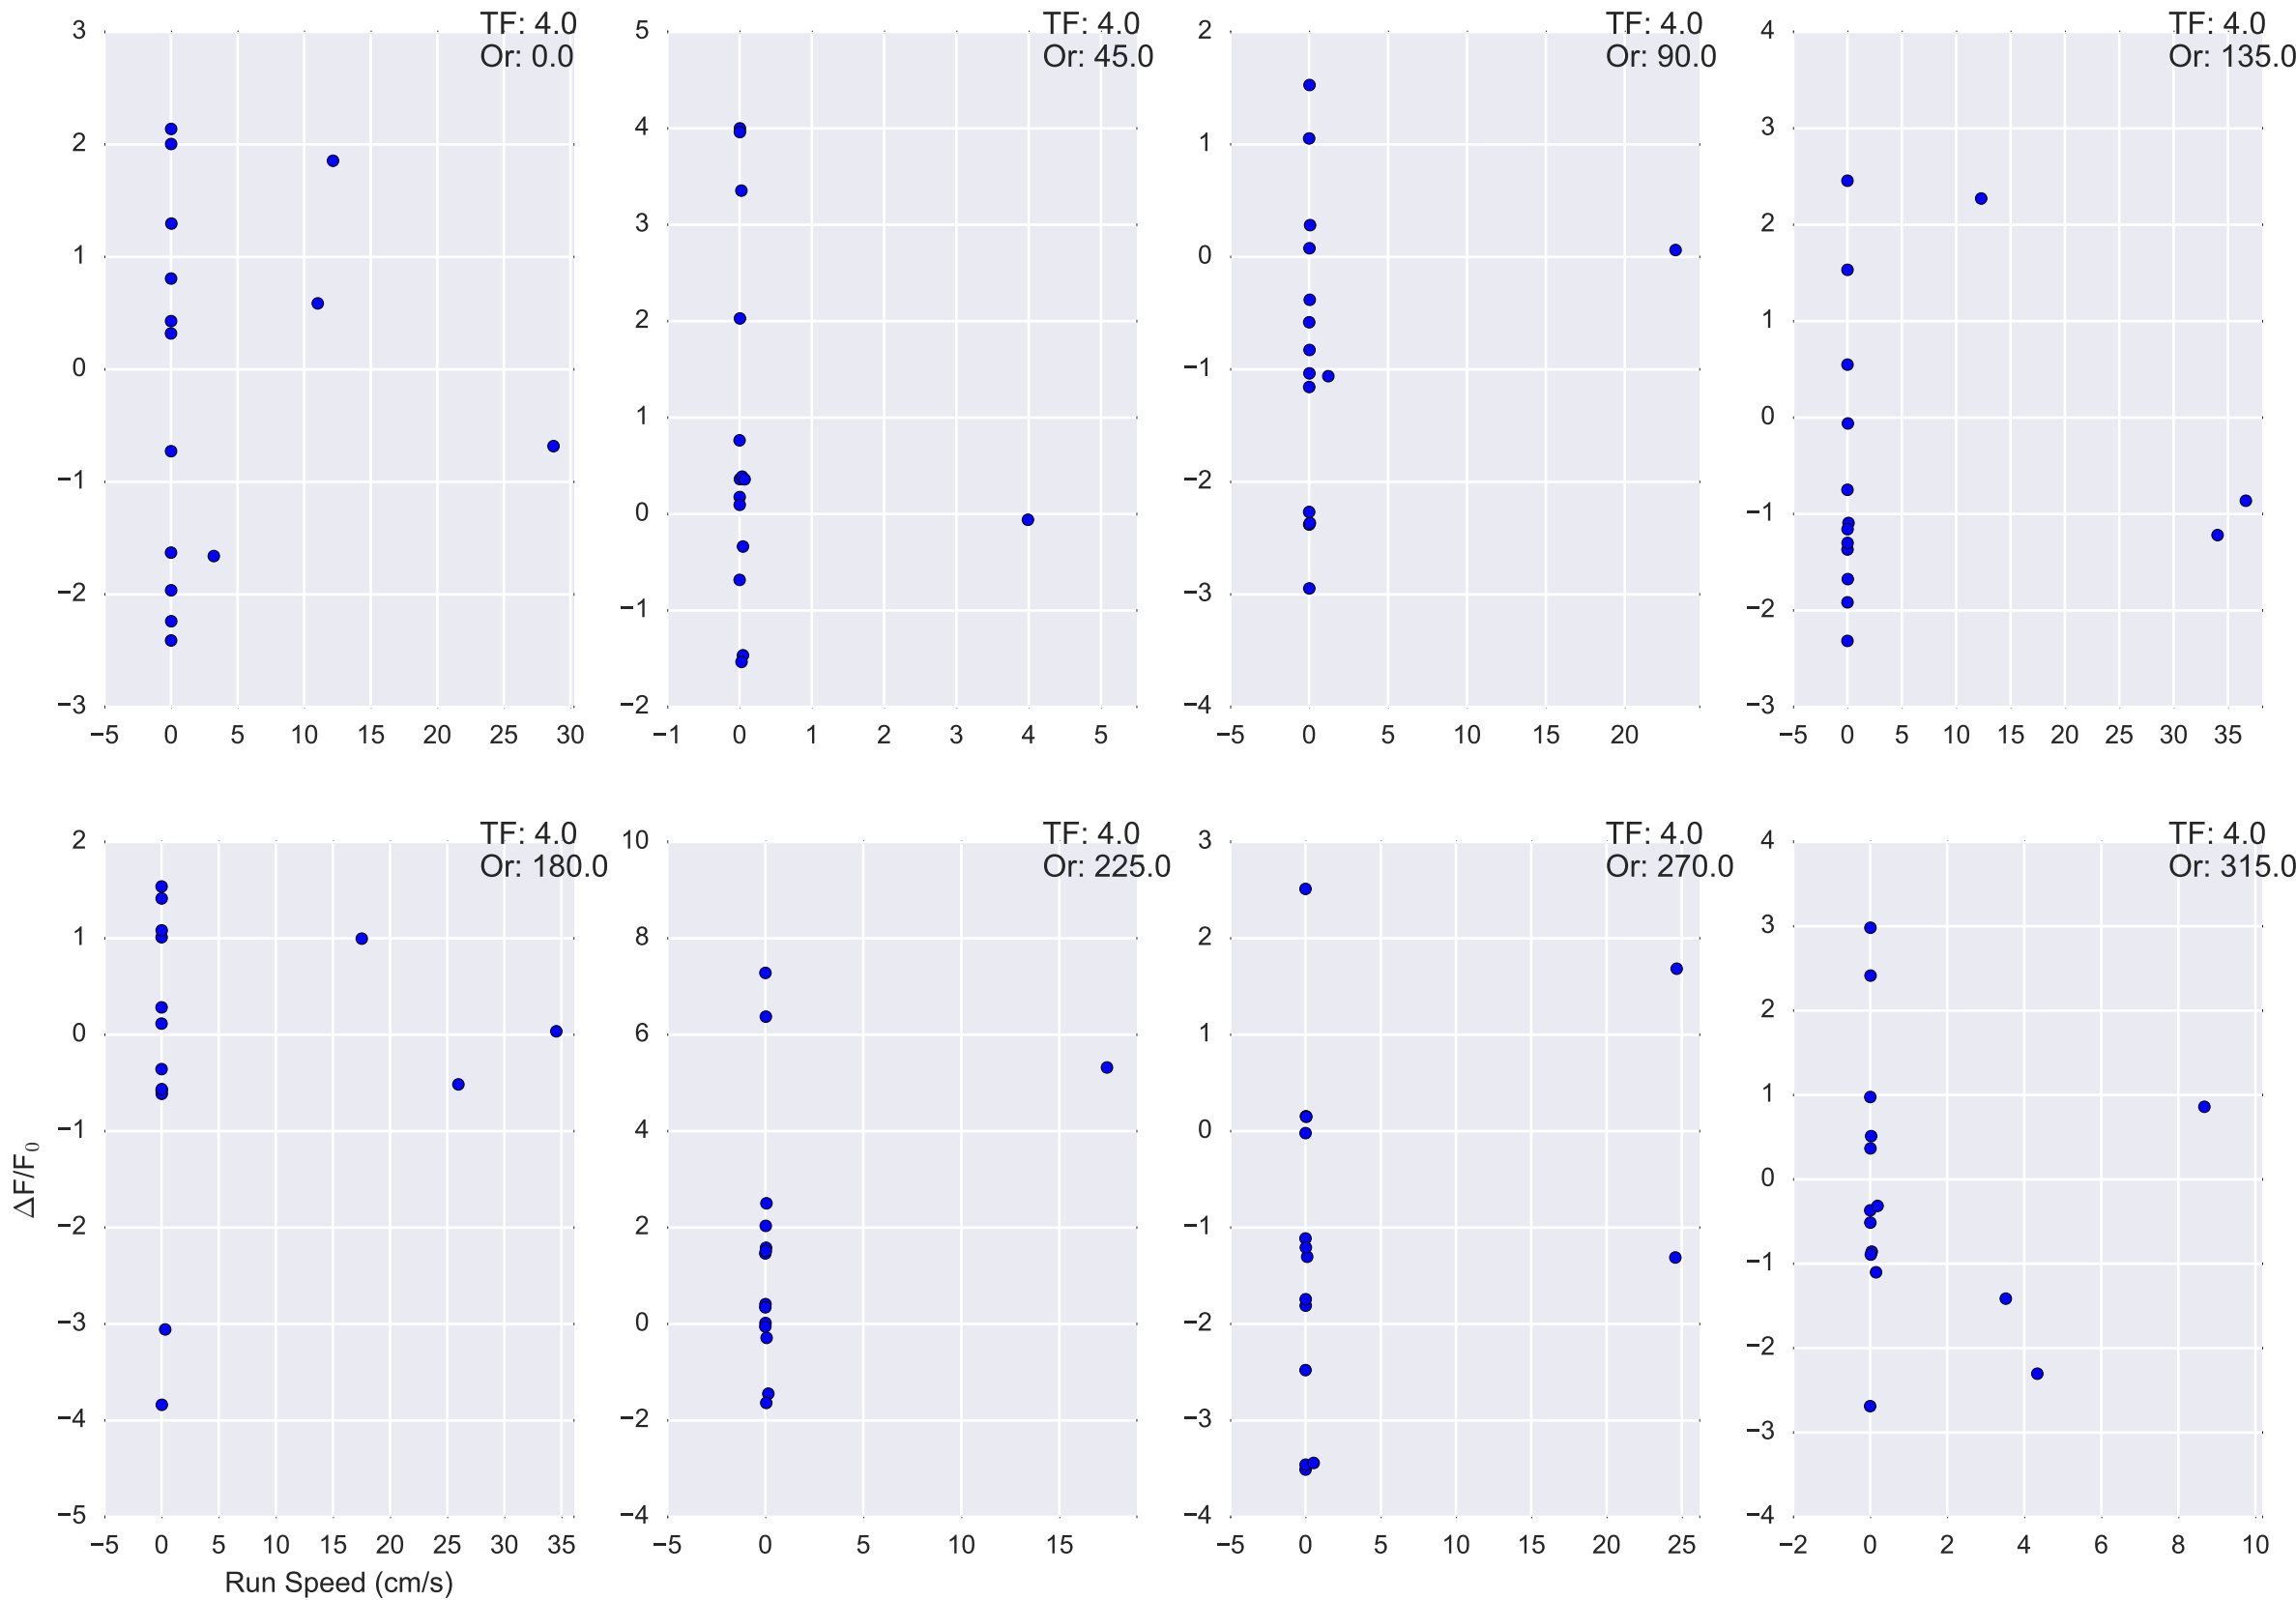 TF: 4.0
Or: 0.0
3
2
1
0
−1
−2
−3
−5 0 5 10 15 20 25 30
TF: 4.0
Or: 45.0
5
4
3
2
1
0
−1
−2
−1 0 1 2 3 4 5
TF: 4.0
Or: 90.0
2
1
0
−1
−2
−3
−4
−5 0 5 10 15 20
TF: 4.0
Or: 135.0
4
3
2
1
0
−1
−2
−3
−5 0 5 10 15 20 25 30 35
TF: 4.0
Or: 180.0
2
1
0
−1
−2
−3
−4
−5
ΔF/F₀
−5 0 5 10 15 20 25 30 35
Run Speed (cm/s)
TF: 4.0
Or: 225.0
10
8
6
4
2
0
−2
−4
−5 0 5 10 15
TF: 4.0
Or: 270.0
3
2
1
0
−1
−2
−3
−4
−5 0 5 10 15 20 25
TF: 4.0
Or: 315.0
4
3
2
1
0
−1
−2
−3
−4
−2 0 2 4 6 8 10